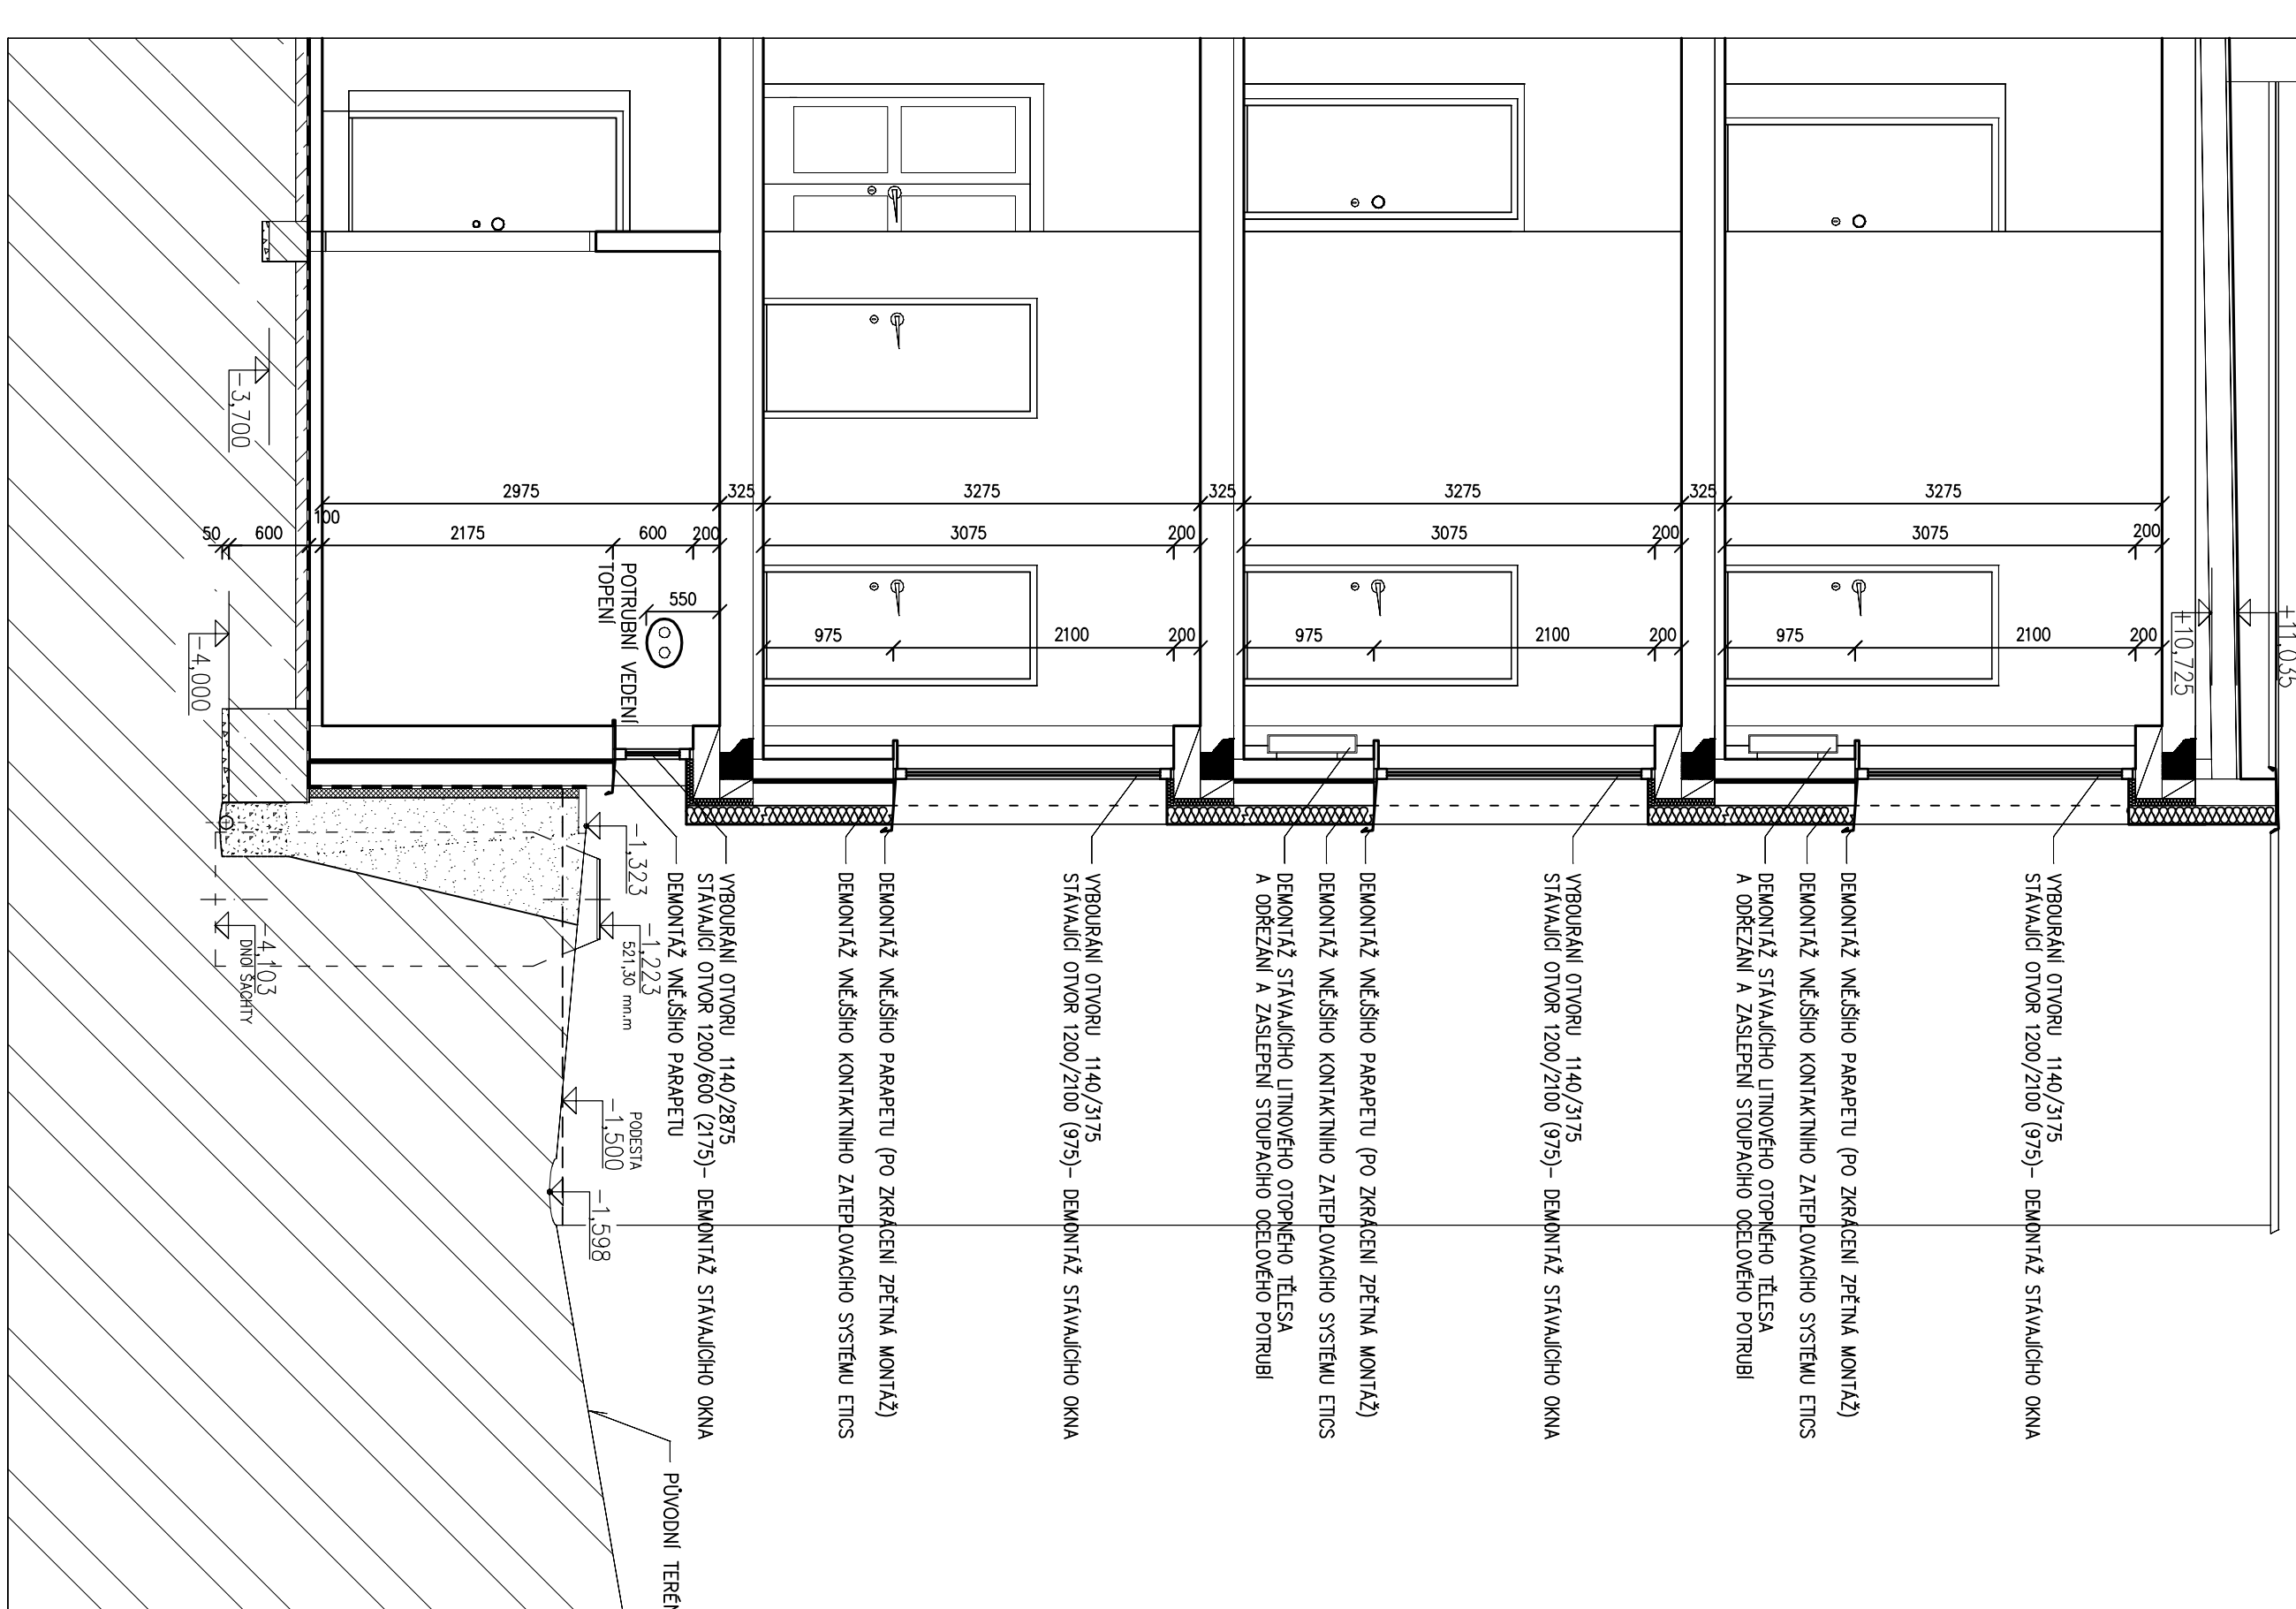 2975
325
3275
325
3275
325
3275
50
600
100
2175
600
200
3075
200
3075
200
3075
200
550
975
2100
200
975
2100
200
975
2100
200
POTRUBNÍ VEDENÍ
TOPENÍ
-3,700
-4,000
+10,725
+11,035
-1,323
-1,223
521,30 mn.m
-4,103
DNO ŠACHTY
PODESTA
-1,500
-1,598
VYBOURÁNÍ OTVORU 1140/3175
STÁVAJÍCÍ OTVOR 1200/2100 (975)- DEMONTÁŽ STÁVAJÍCÍHO OKNA
DEMONTÁŽ VNĚJŠÍHO PARAPETU (PO ZKRÁCENÍ ZPĚTNÁ MONTÁŽ)
DEMONTÁŽ VNĚJŠÍHO KONTAKTNÍHO ZATEPLOVACÍHO SYSTÉMU ETICS
DEMONTÁŽ STÁVAJÍCÍHO LITINOVÉHO OTOPNÉHO TĚLESA
A ODŘEZÁNÍ A ZASLEPENÍ STOUPACÍHO OCELOVÉHO POTRUBÍ
VYBOURÁNÍ OTVORU 1140/3175
STÁVAJÍCÍ OTVOR 1200/2100 (975)- DEMONTÁŽ STÁVAJÍCÍHO OKNA
DEMONTÁŽ VNĚJŠÍHO PARAPETU (PO ZKRÁCENÍ ZPĚTNÁ MONTÁŽ)
DEMONTÁŽ VNĚJŠÍHO KONTAKTNÍHO ZATEPLOVACÍHO SYSTÉMU ETICS
DEMONTÁŽ STÁVAJÍCÍHO LITINOVÉHO OTOPNÉHO TĚLESA
A ODŘEZÁNÍ A ZASLEPENÍ STOUPACÍHO OCELOVÉHO POTRUBÍ
VYBOURÁNÍ OTVORU 1140/3175
STÁVAJÍCÍ OTVOR 1200/2100 (975)- DEMONTÁŽ STÁVAJÍCÍHO OKNA
DEMONTÁŽ VNĚJŠÍHO PARAPETU (PO ZKRÁCENÍ ZPĚTNÁ MONTÁŽ)
DEMONTÁŽ VNĚJŠÍHO KONTAKTNÍHO ZATEPLOVACÍHO SYSTÉMU ETICS
VYBOURÁNÍ OTVORU 1140/2875
STÁVAJÍCÍ OTVOR 1200/600 (2175)- DEMONTÁŽ STÁVAJÍCÍHO OKNA
DEMONTÁŽ VNĚJŠÍHO PARAPETU
PŮVODNÍ TERÉN